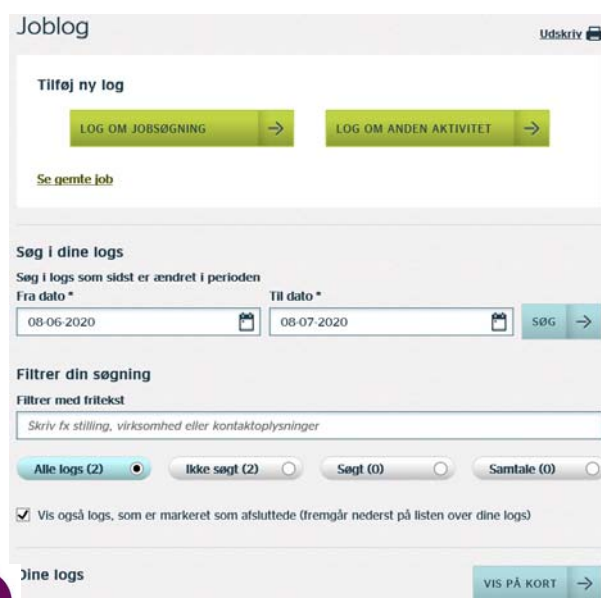 Joblog
Udskriv
Tilføj ny log
LOG OM JOBSØGNING
LOG OM ANDEN AKTIVITET
Se gemte job
Søg i dine logs
Søg i logs som sidst er ændret i perioden
Fra dato * Til dato *
08-06-2020 08-07-2020 SØG
Filtrer din søgning
Filtrer med fritekst
Skriv fx stilling, virksomhed eller kontaktoplysninger
Alle logs (2) Ikke søgt (2) Søgt (0) Samtale (0)
Vis også logs, som er markeret som afsluttede (fremgår nederst på listen over dine logs)
Dine logs
VIS PÅ KORT